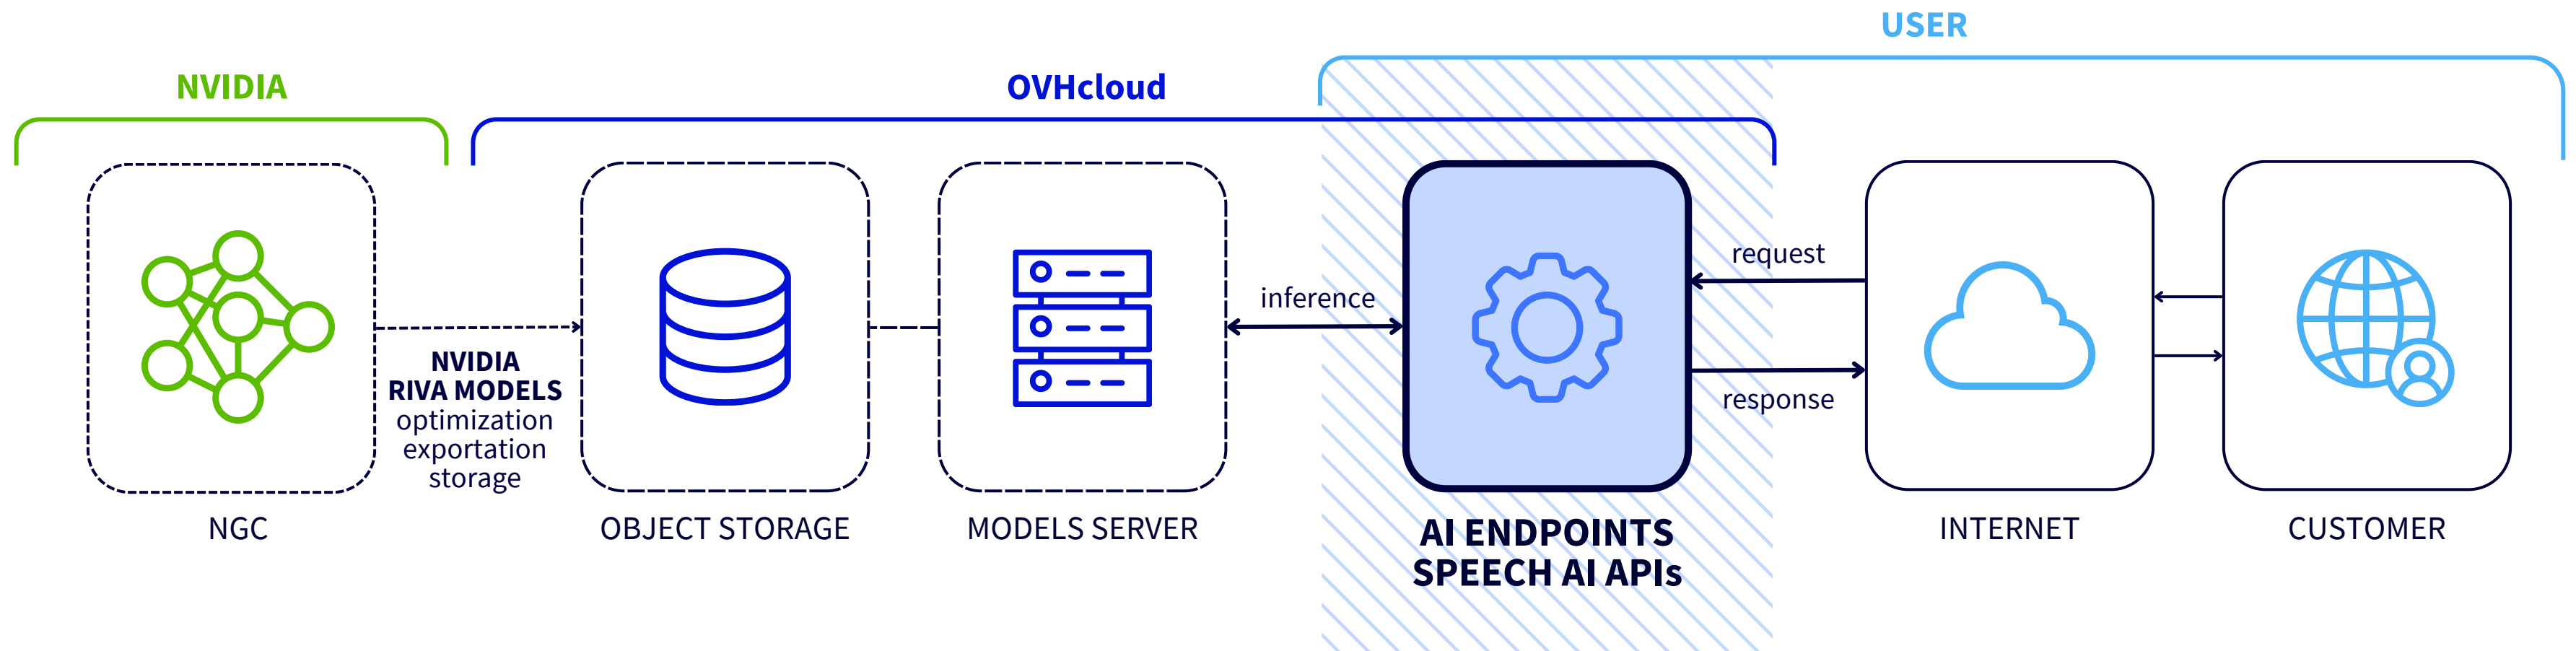 USER
NVIDIA
OVHcloud
request
inference
NVIDIA
RIVA MODELS
optimization
exportation
storage
response
NGC
OBJECT STORAGE
MODELS SERVER
AI ENDPOINTS
SPEECH AI APIs
INTERNET
CUSTOMER